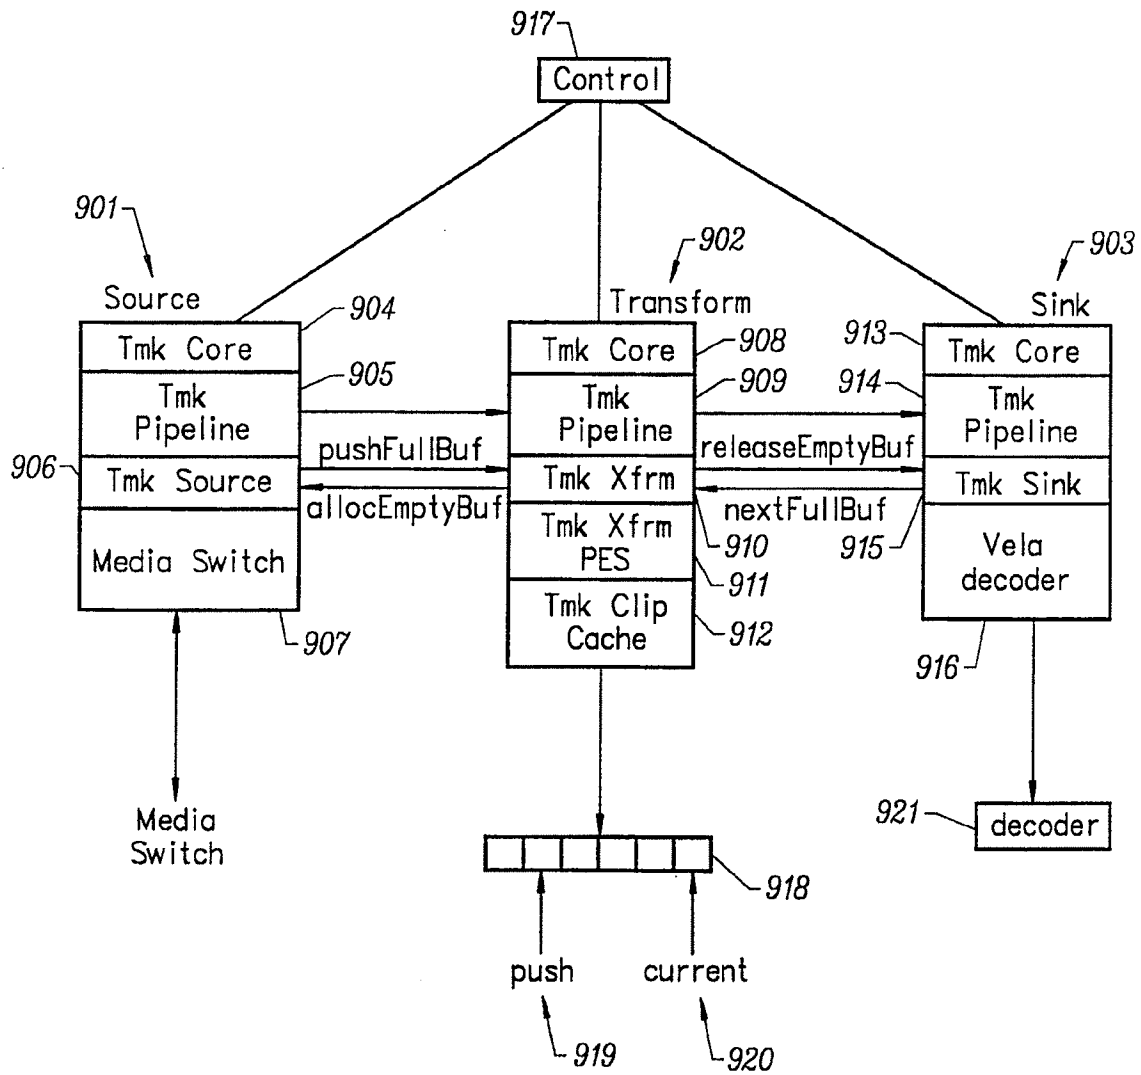 917
Control
901
902
903
Source
904
Transform
Sink
Tmk Core
908
Tmk Core
913
Tmk Core
905
909
914
Tmk
Pipeline
Tmk
Pipeline
Tmk
Pipeline
906
pushFullBuf
releaseEmptyBuf
Tmk Source
Tmk Xfrm
Tmk Sink
allocEmptyBuf
nextFullBuf
910
915
Media Switch
Tmk Xfrm
PES
911
Vela
decoder
907
Tmk Clip
Cache
912
916
Media
Switch
921
decoder
918
push
current
919
920